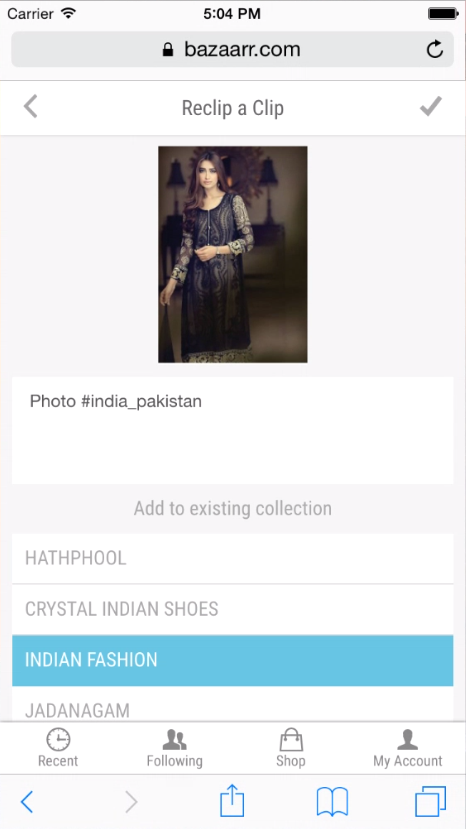 Carrier 5:04 PM
bazaarr.com
Reclip a Clip
Photo #india_pakistan
Add to existing collection
HATHPHOOL
CRYSTAL INDIAN SHOES
INDIAN FASHION
JADANAGAM
Recent Following Shop My Account